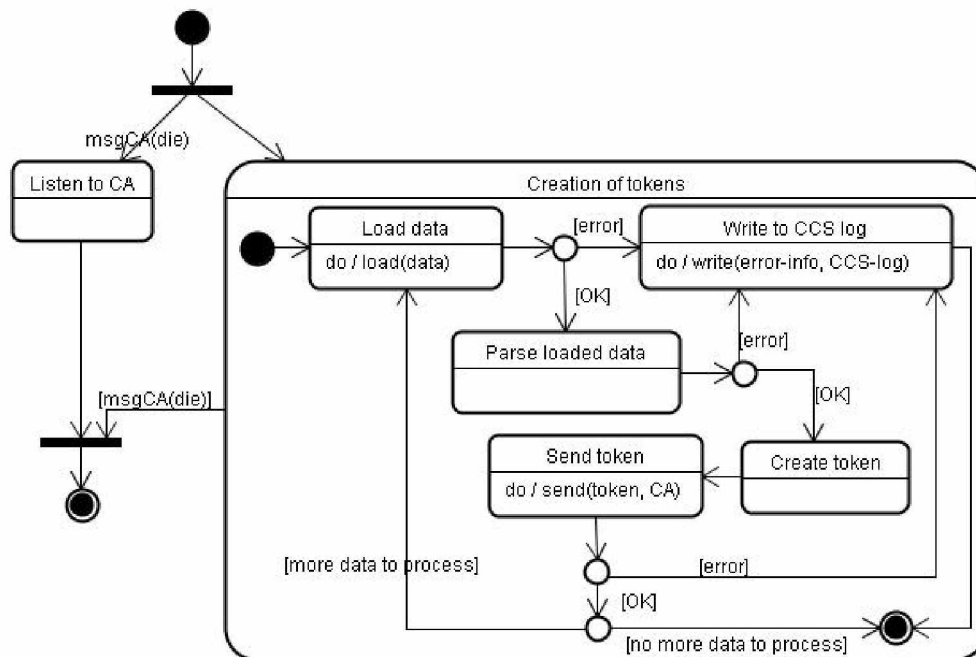 msgCA(die)
Listen to CA
Creation of tokens
Load data
do / load(data)
[error]
Write to CCS log
do / write(error-info, CCS-log)
[OK]
Parse loaded data
[error]
[OK]
[msgCA(die)]
Send token
do / send(token, CA)
Create token
[more data to process]
[error]
[OK]
[no more data to process]